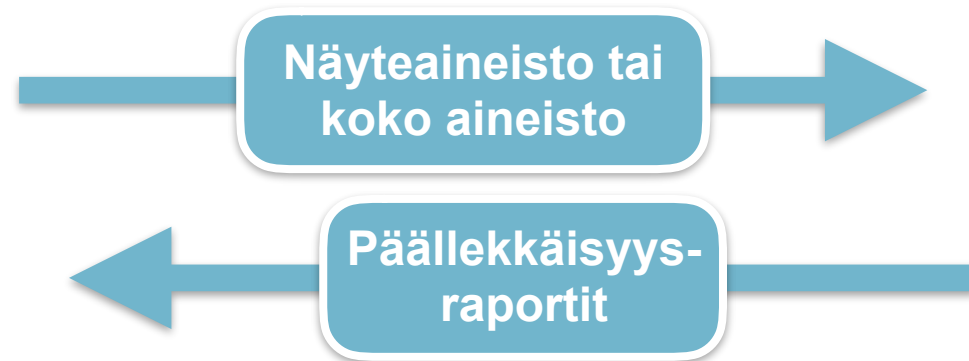 Näyteaineisto tai
koko aineisto
Päällekkäisyys-
raportit